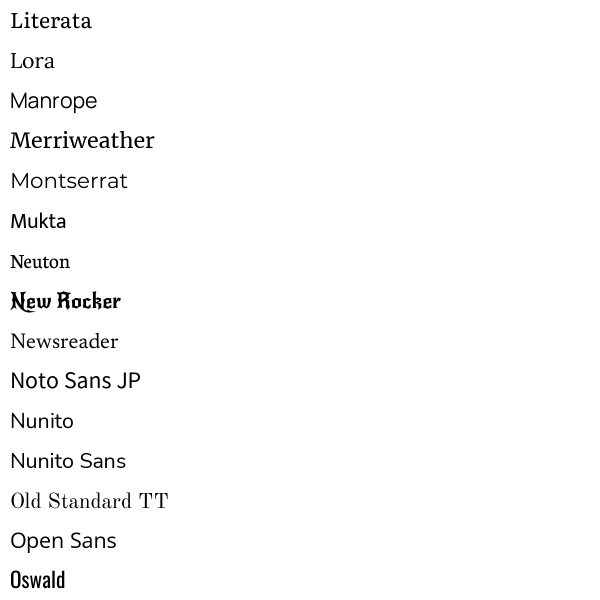 Literata
Lora
Manrope
Merriweather
Montserrat
Mukta
Neuton
New Rocker
Newsreader
Noto Sans JP
Nunito
Nunito Sans
Old Standard TT
Open Sans
Oswald